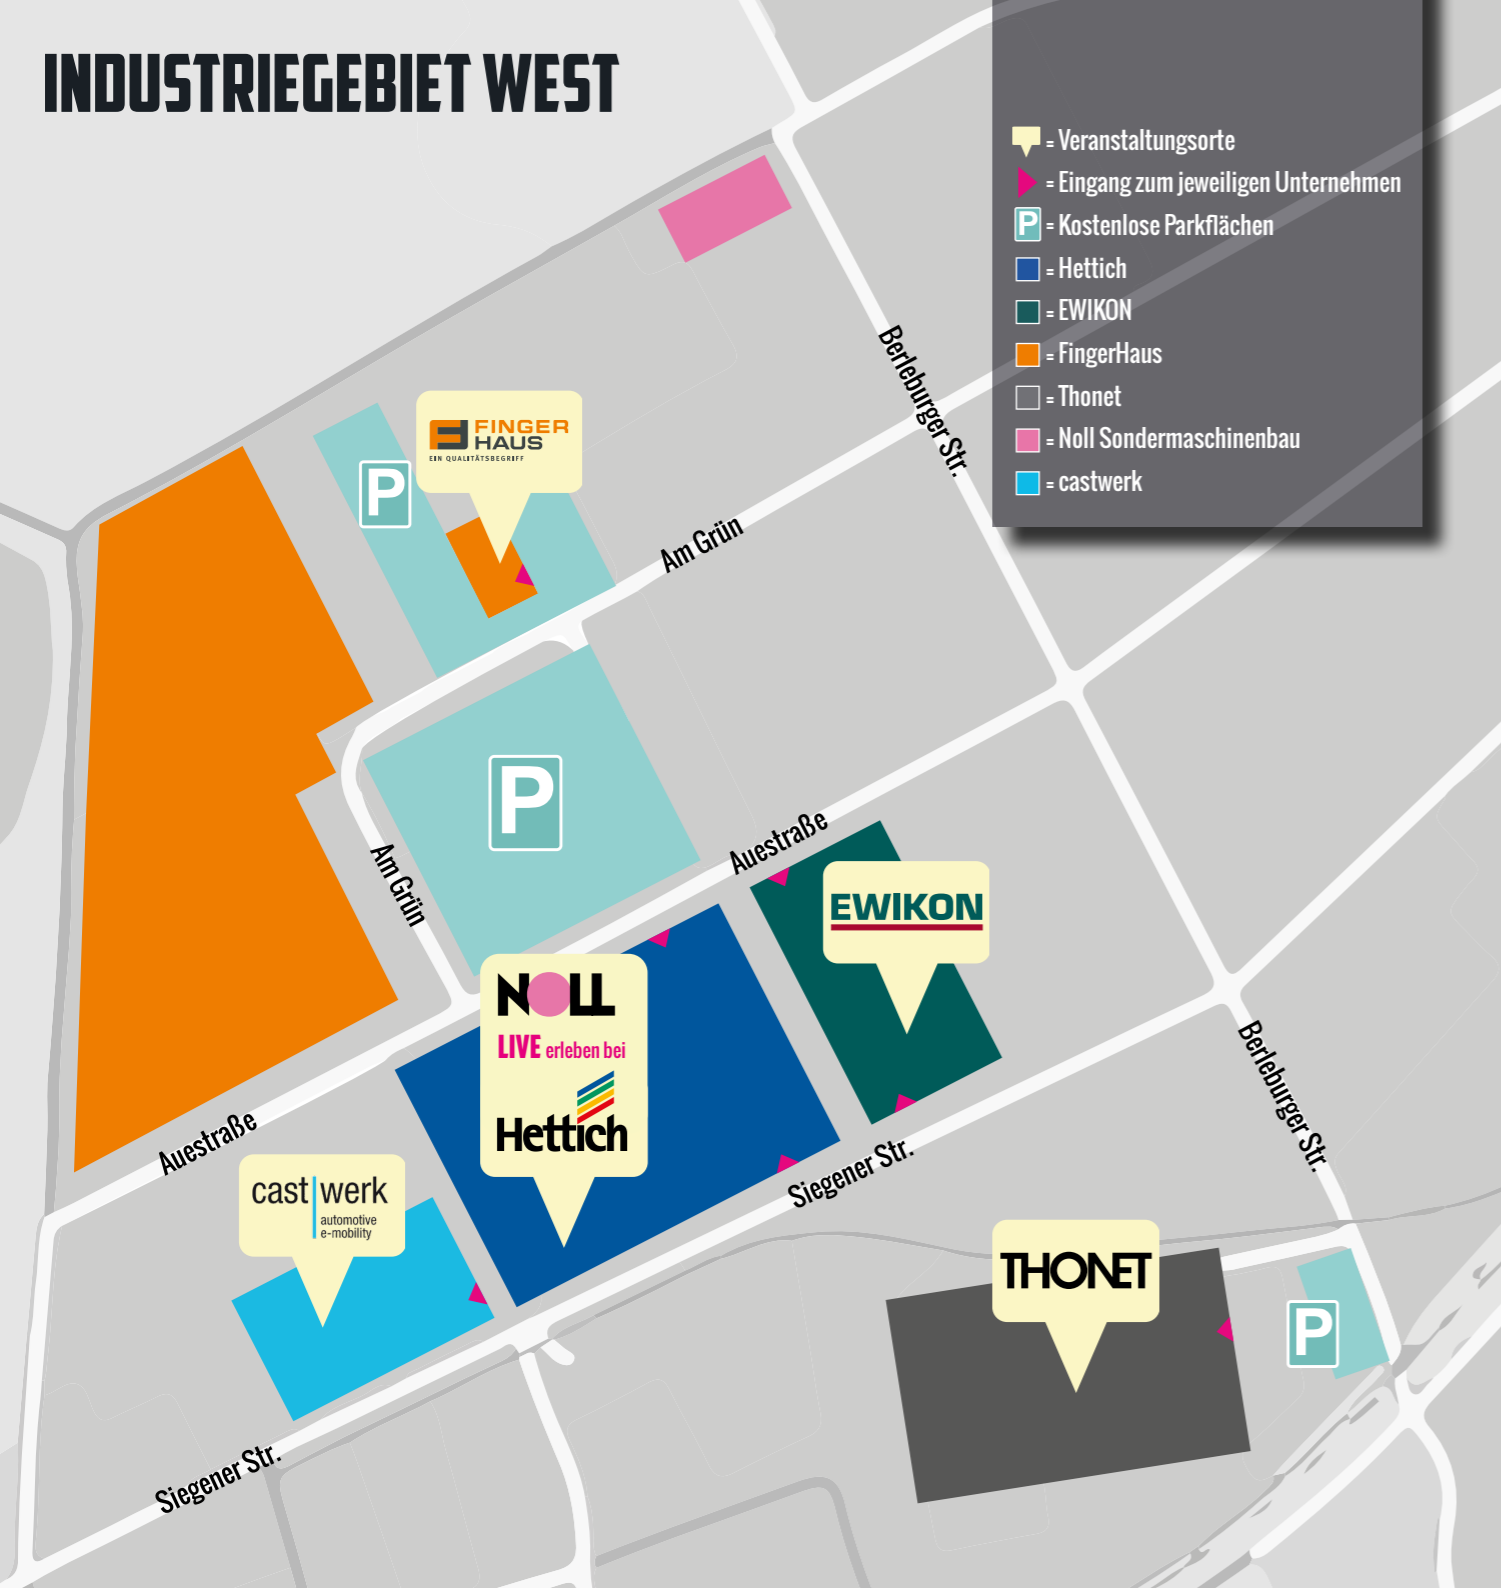 INDUSTRIEGEBIET WEST
= Veranstaltungsorte
= Eingang zum jeweiligen Unternehmen
P = Kostenlose Parkflächen
= Hettich
= EWIKON
= FingerHaus
= Thonet
= Noll Sondermaschinenbau
= castwerk
Berleburger Str.
FINGER
HAUS
EIN QUALITÄTSBEGRIFF
P
Am Grün
P
Am Grün
Auestraße
EWIKON
NOLL
LIVE erleben bei
Hettich
Auestraße
cast werk
automotive
e-mobility
Siegener Str.
Berleburger Str.
THONET
P
Siegener Str.